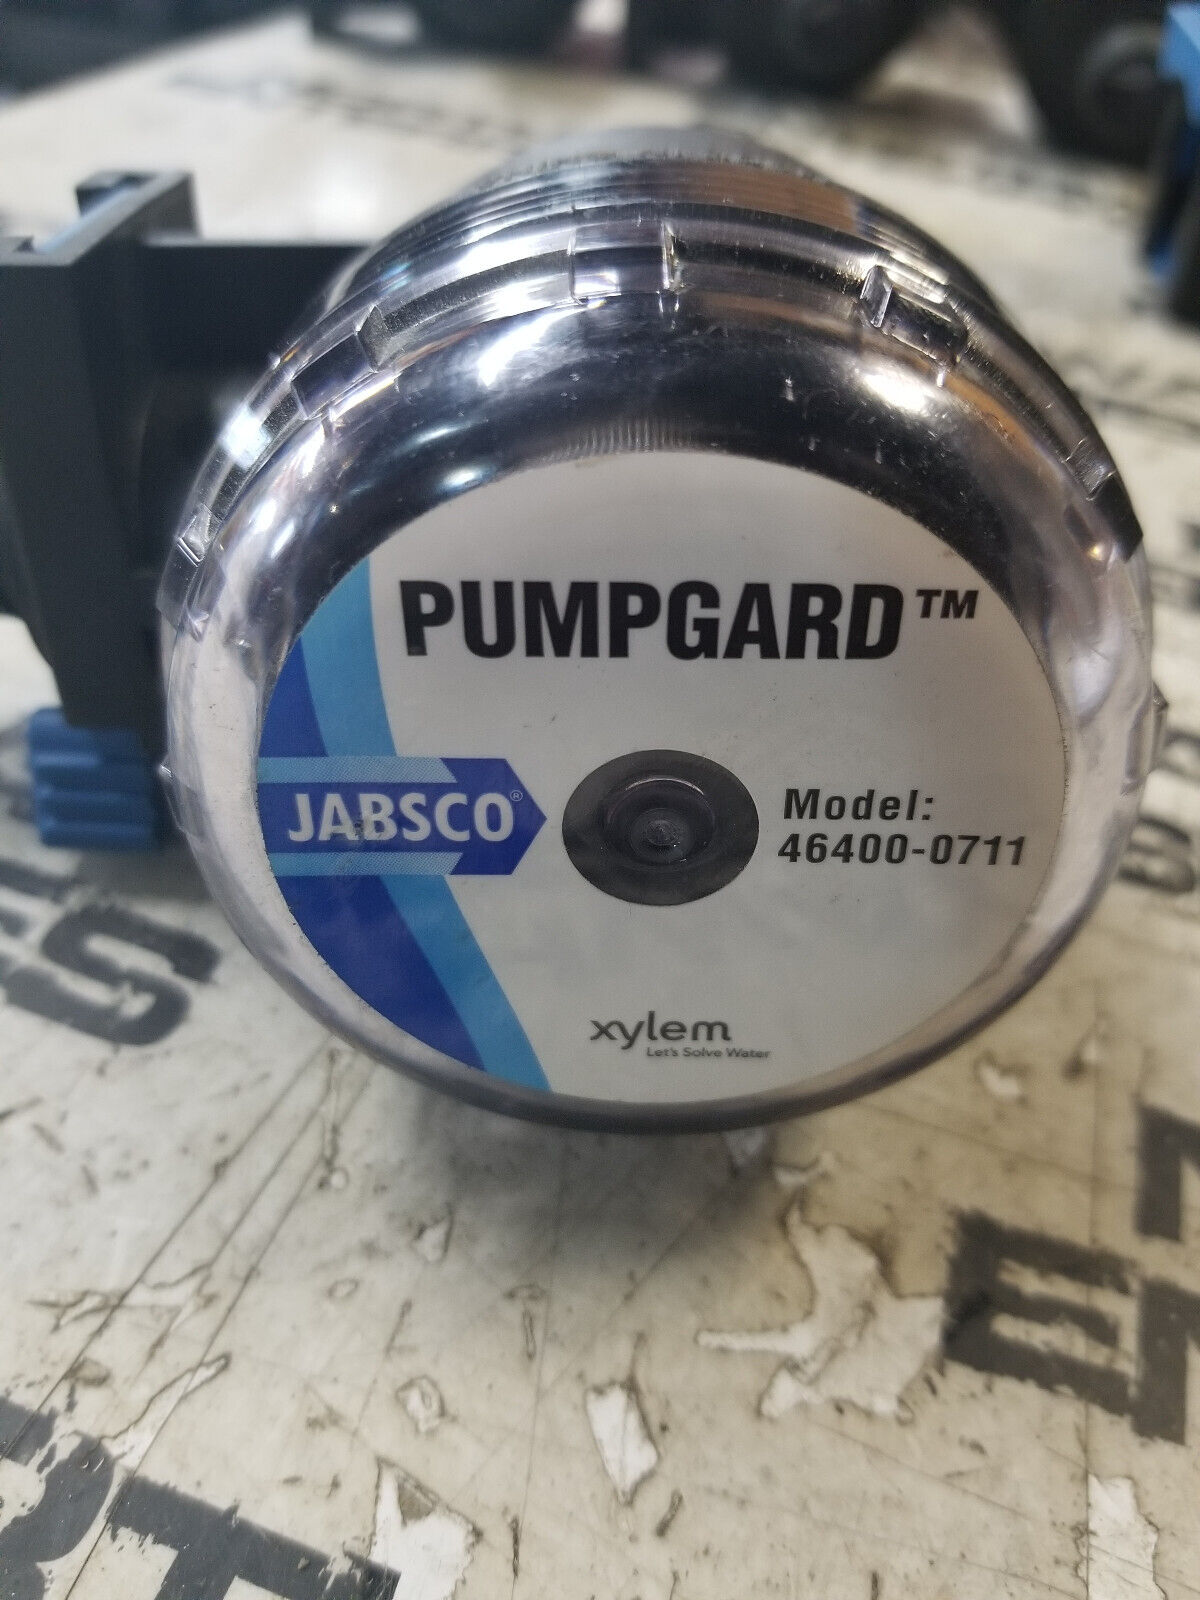 PUMPGARD™
JABSCO®
Model:
46400-0711
xylem
Let's Solve Water